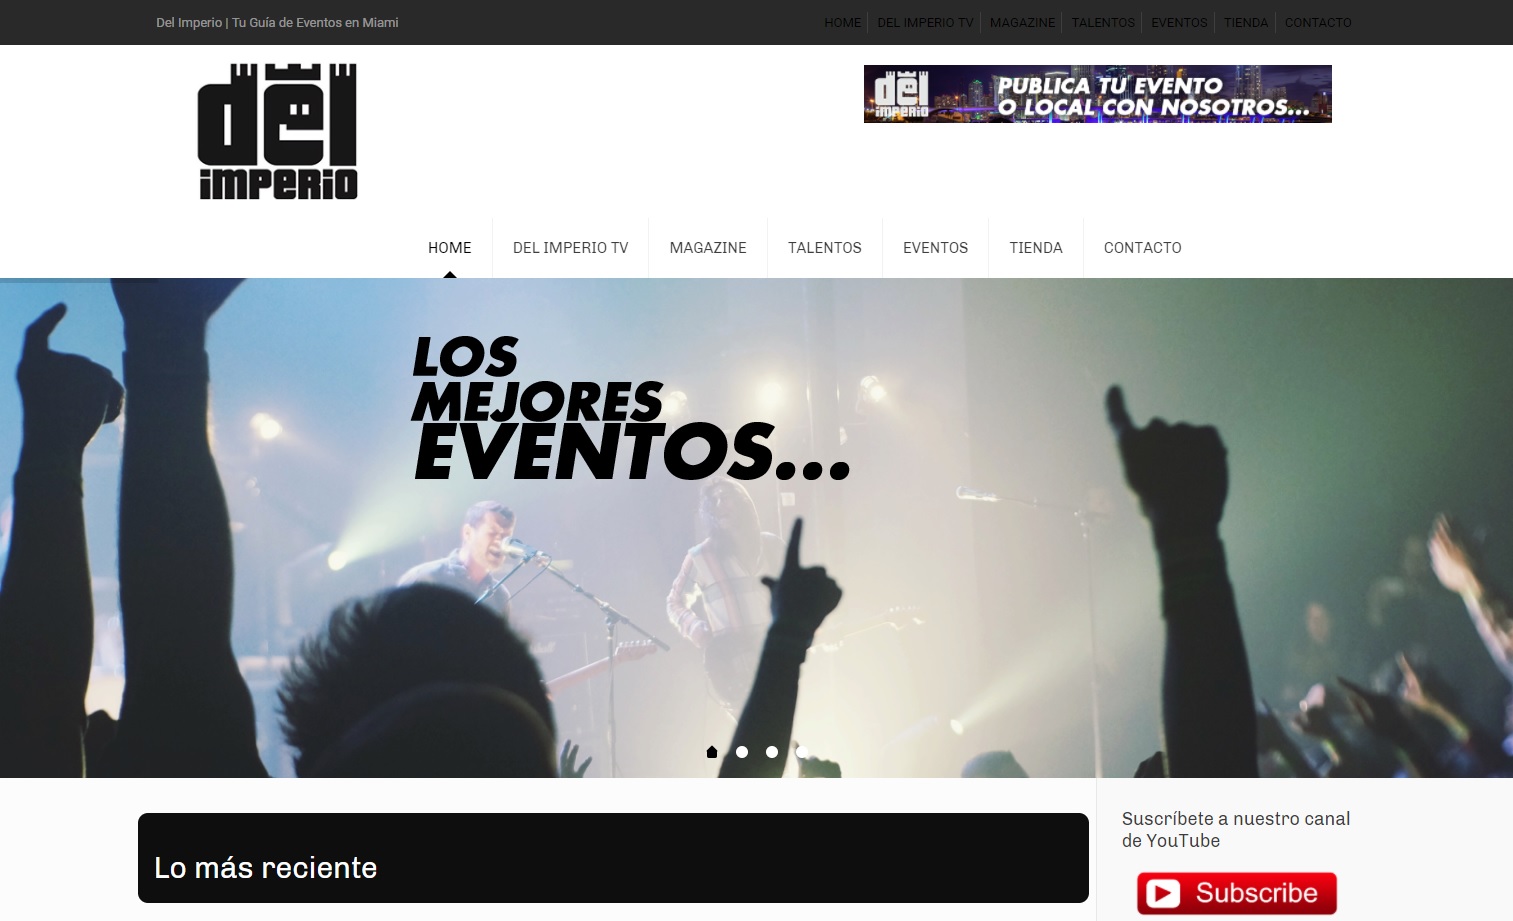 Del Imperio | Tu Guía de Eventos en Miami
HOME DEL IMPERIO TV MAGAZINE TALENTOS EVENTOS TIENDA CONTACTO
del
imperio
del
imperio
PUBLICA TU EVENTO
O LOCAL CON NOSOTROS...
HOME DEL IMPERIO TV MAGAZINE TALENTOS EVENTOS TIENDA CONTACTO
LOS
MEJORES
EVENTOS...
Lo más reciente
Suscríbete a nuestro canal
de YouTube
Subscribe